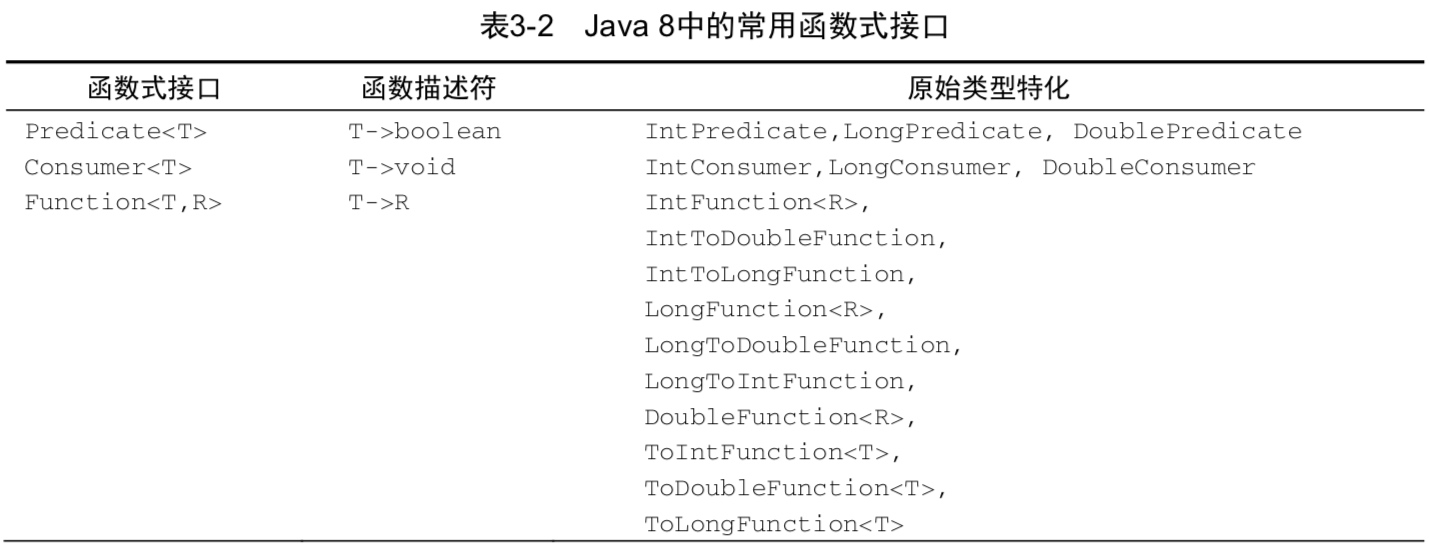 表3-2 Java 8中的常用函数式接口
函数式接口 函数描述符 原始类型特化
Predicate<T> T->boolean IntPredicate,LongPredicate, DoublePredicate
Consumer<T> T->void IntConsumer,LongConsumer, DoubleConsumer
Function<T,R> T->R IntFunction<R>,
IntToDoubleFunction,
IntToLongFunction,
LongFunction<R>,
LongToDoubleFunction,
LongToIntFunction,
DoubleFunction<R>,
ToIntFunction<T>,
ToDoubleFunction<T>,
ToLongFunction<T>